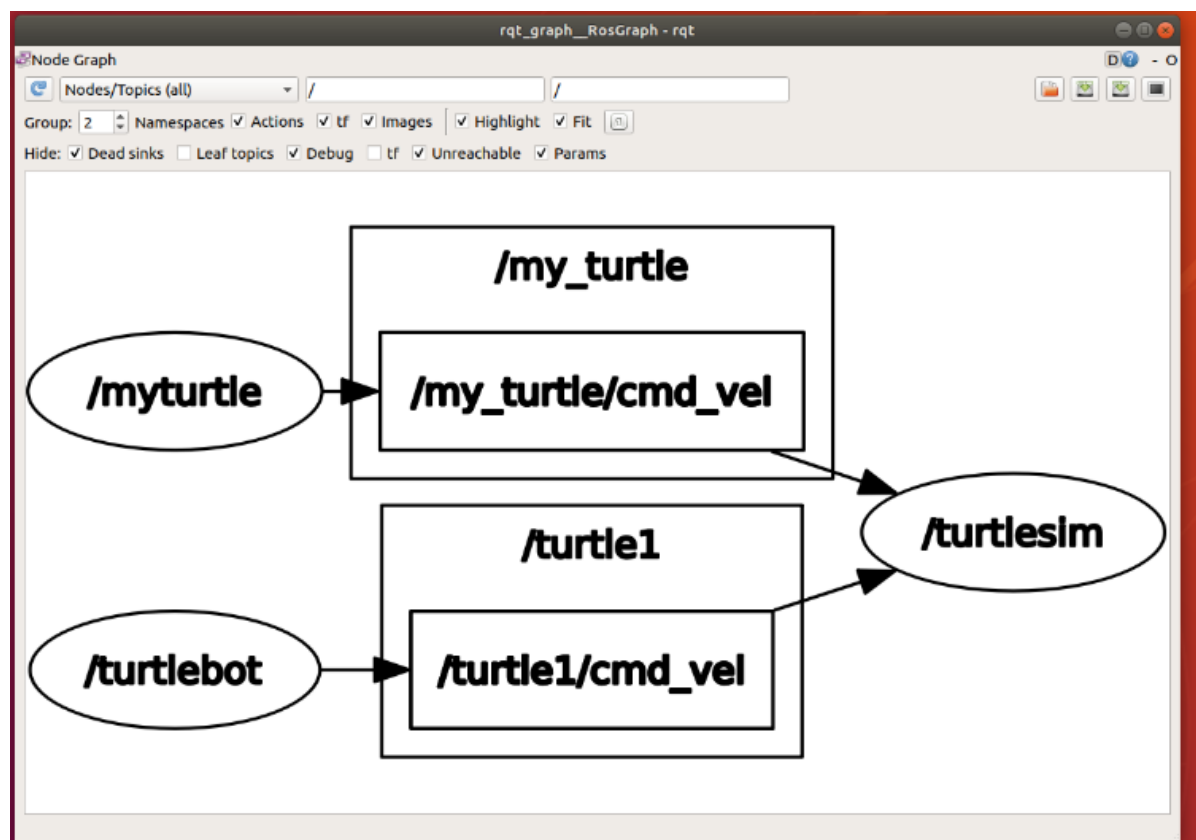 rqt_graph__RosGraph - rqt
Node Graph D ? - O
Nodes/Topics (all) / /
Group: 2 Namespaces Actions tf Images Highlight Fit
Hide: Dead sinks Leaf topics Debug tf Unreachable Params
/my_turtle
/myturtle /my_turtle/cmd_vel
/turtle1
/turtlesim
/turtlebot /turtle1/cmd_vel